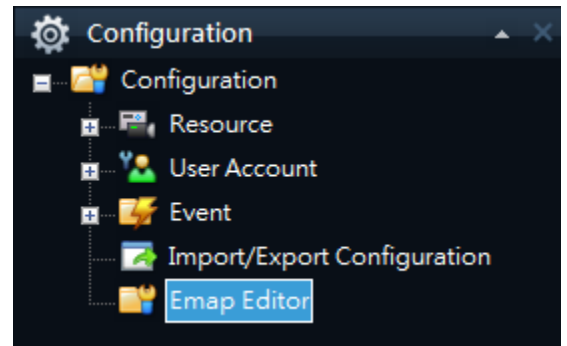 Configuration
Configuration
Resource
User Account
Event
Import/Export Configuration
Emap Editor